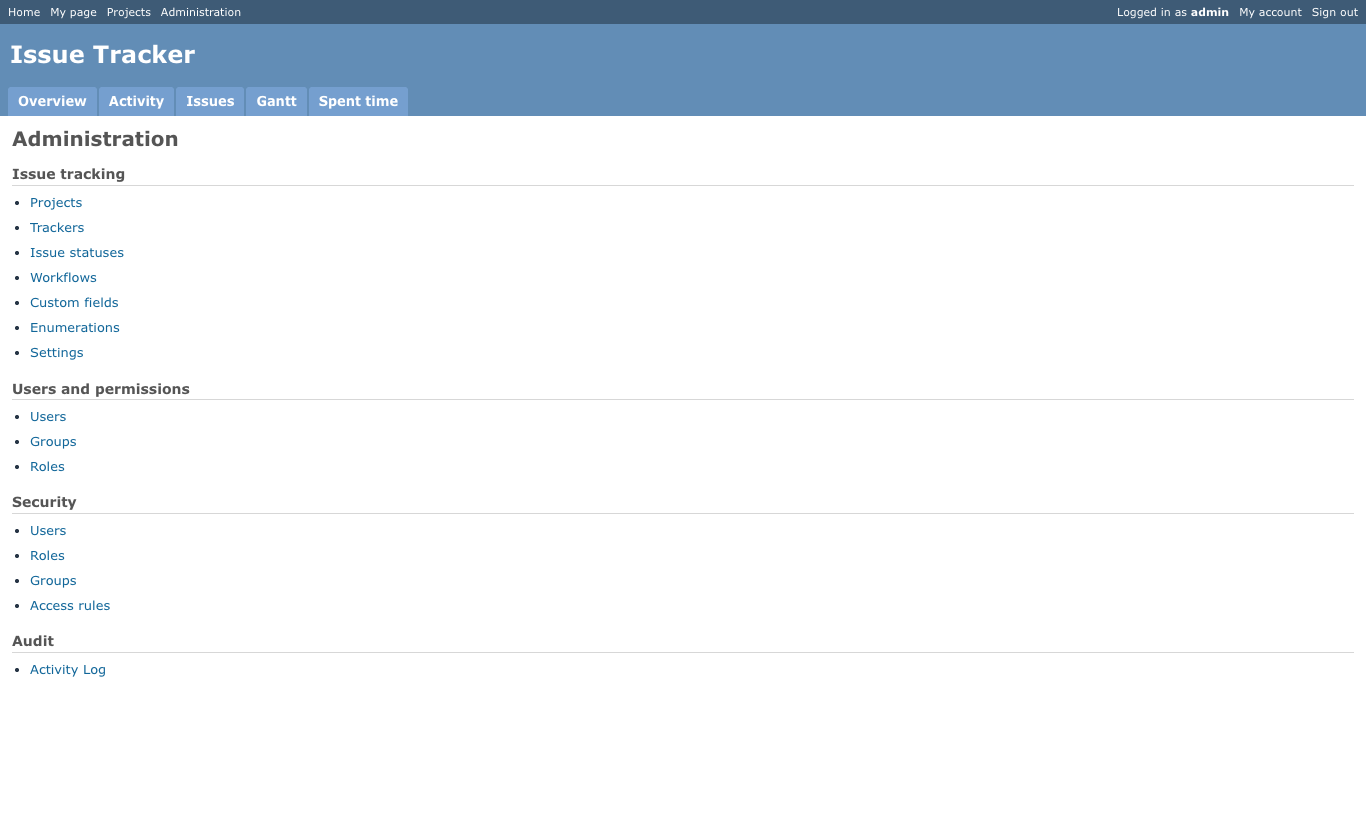 Home My page Projects Administration Logged in as admin My account Sign out
Issue Tracker
Overview Activity Issues Gantt Spent time
Administration
Issue tracking
Projects
Trackers
Issue statuses
Workflows
Custom fields
Enumerations
Settings
Users and permissions
Users
Groups
Roles
Security
Users
Roles
Groups
Access rules
Audit
Activity Log